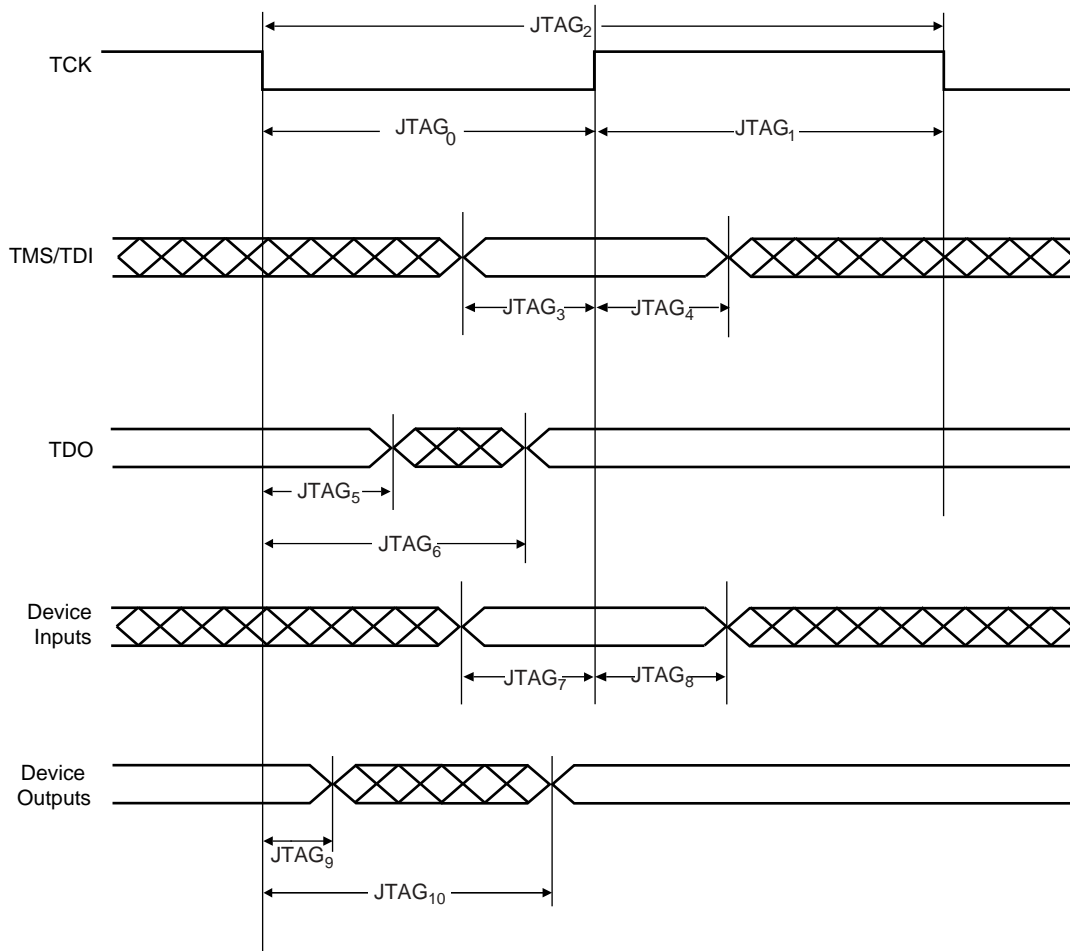 JTAG₂
TCK
JTAG₀
JTAG₁
TMS/TDI
JTAG₃
JTAG₄
TDO
JTAG₅
JTAG₆
Device
Inputs
JTAG₇
JTAG₈
Device
Outputs
JTAG₉
JTAG₁₀